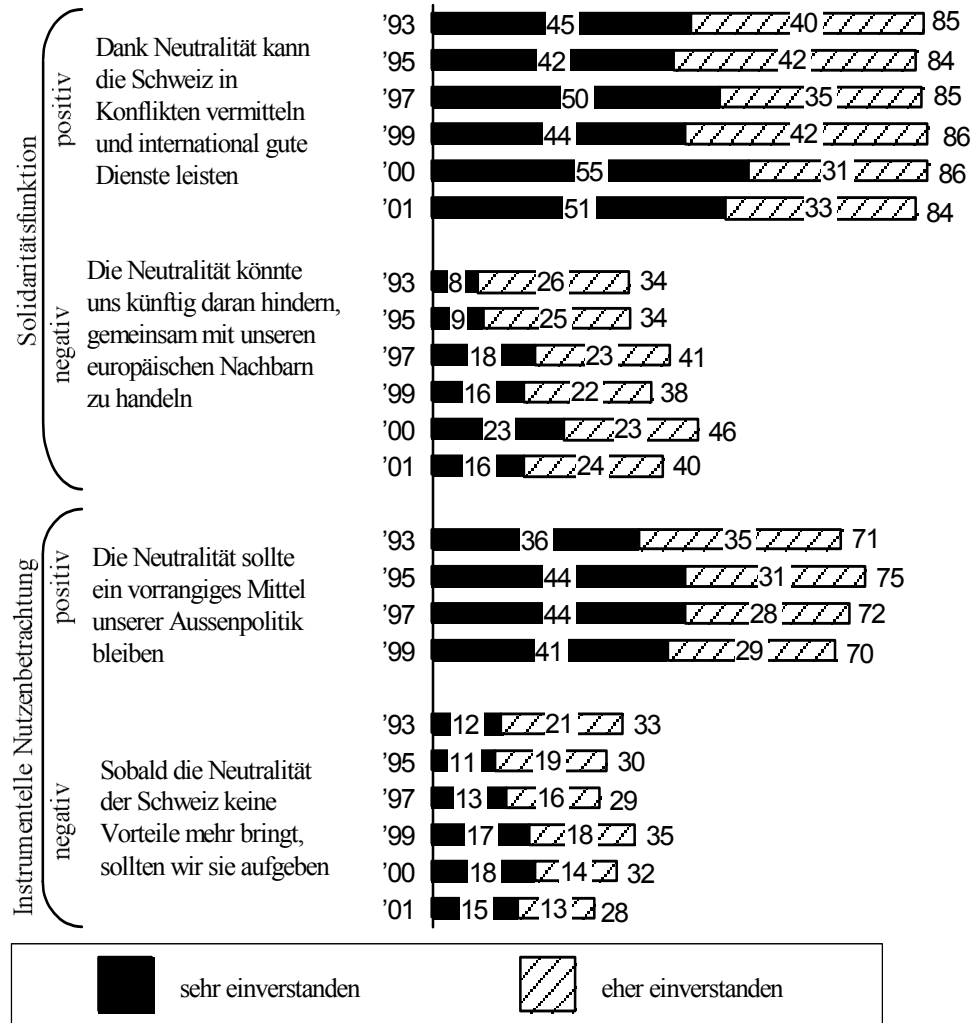 Solidaritätsfunktion
positiv
Dank Neutralität kann
die Schweiz in
Konflikten vermitteln
und international gute
Dienste leisten
'93 45 40 85
'95 42 42 84
'97 50 35 85
'99 44 42 86
'00 55 31 86
'01 51 33 84
negativ
Die Neutralität könnte
uns künftig daran hindern,
gemeinsam mit unseren
europäischen Nachbarn
zu handeln
'93 8 26 34
'95 9 25 34
'97 18 23 41
'99 16 22 38
'00 23 23 46
'01 16 24 40
Instrumentelle Nutzenbetrachtung
positiv
Die Neutralität sollte
ein vorrangiges Mittel
unserer Aussenpolitik
bleiben
'93 36 35 71
'95 44 31 75
'97 44 28 72
'99 41 29 70
negativ
Sobald die Neutralität
der Schweiz keine
Vorteile mehr bringt,
sollten wir sie aufgeben
'93 12 21 33
'95 11 19 30
'97 13 16 29
'99 17 18 35
'00 18 14 32
'01 15 13 28
sehr einverstanden
eher einverstanden